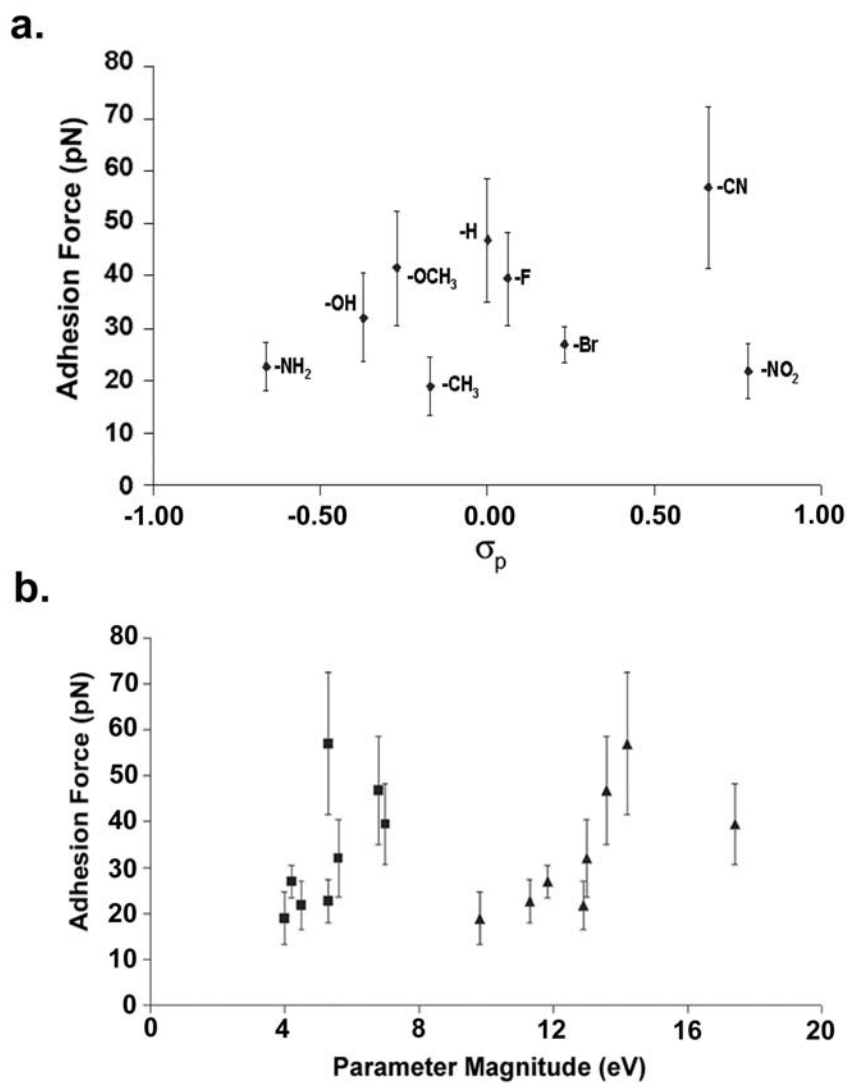 a.
80
70
60
50
40
30
20
10
0
Adhesion Force (pN)
-CN
-H
-F
-OCH₃
-OH
-Br
-NH₂
-CH₃
-NO₂
-1.00 -0.50 0.00 0.50 1.00
σₚ
b.
80
70
60
50
40
30
20
10
0
Adhesion Force (pN)
0 4 8 12 16 20
Parameter Magnitude (eV)